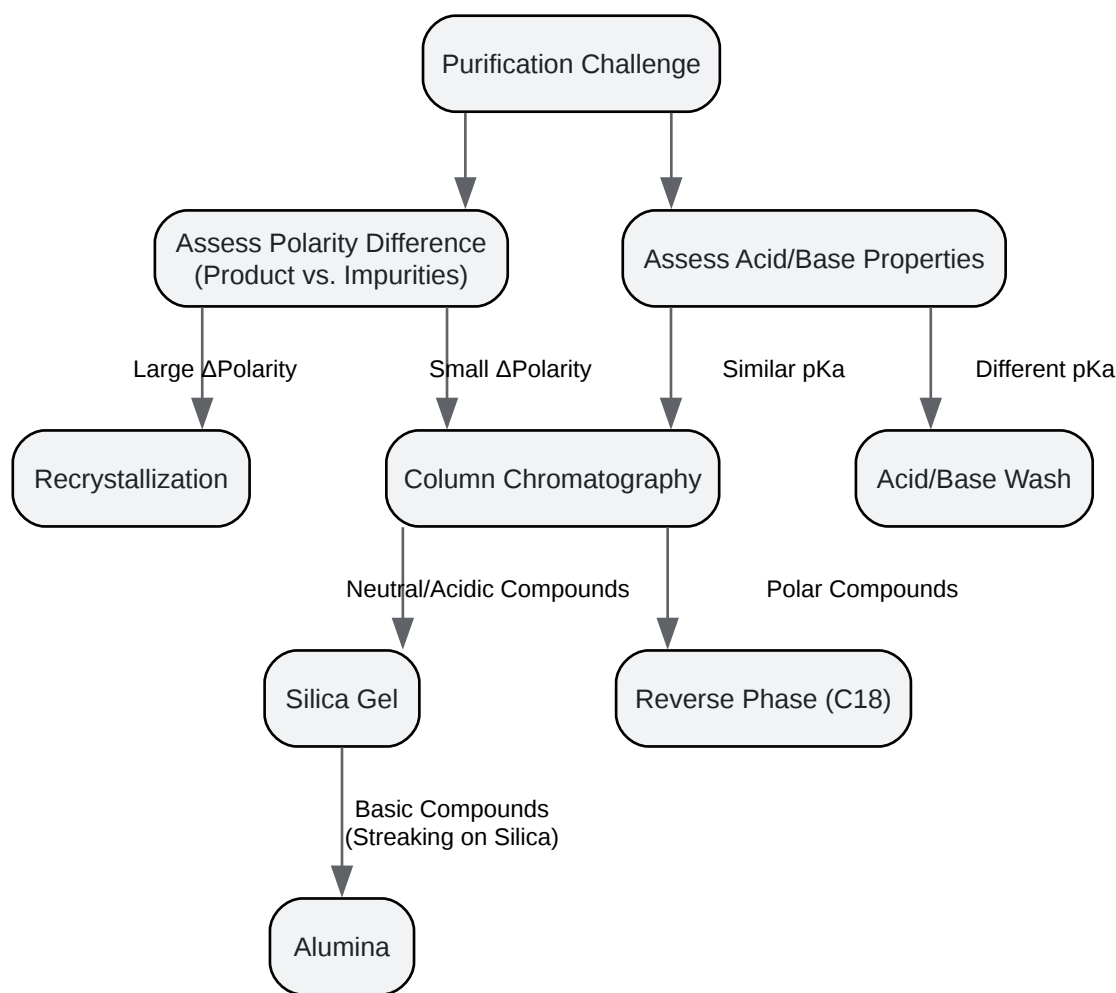 Purification Challenge
Assess Polarity Difference
(Product vs. Impurities)
Assess Acid/Base Properties
Large ΔPolarity
Small ΔPolarity
Similar pKa
Different pKa
Recrystallization
Column Chromatography
Acid/Base Wash
Neutral/Acidic Compounds
Polar Compounds
Silica Gel
Reverse Phase (C18)
Basic Compounds
(Streaking on Silica)
Alumina